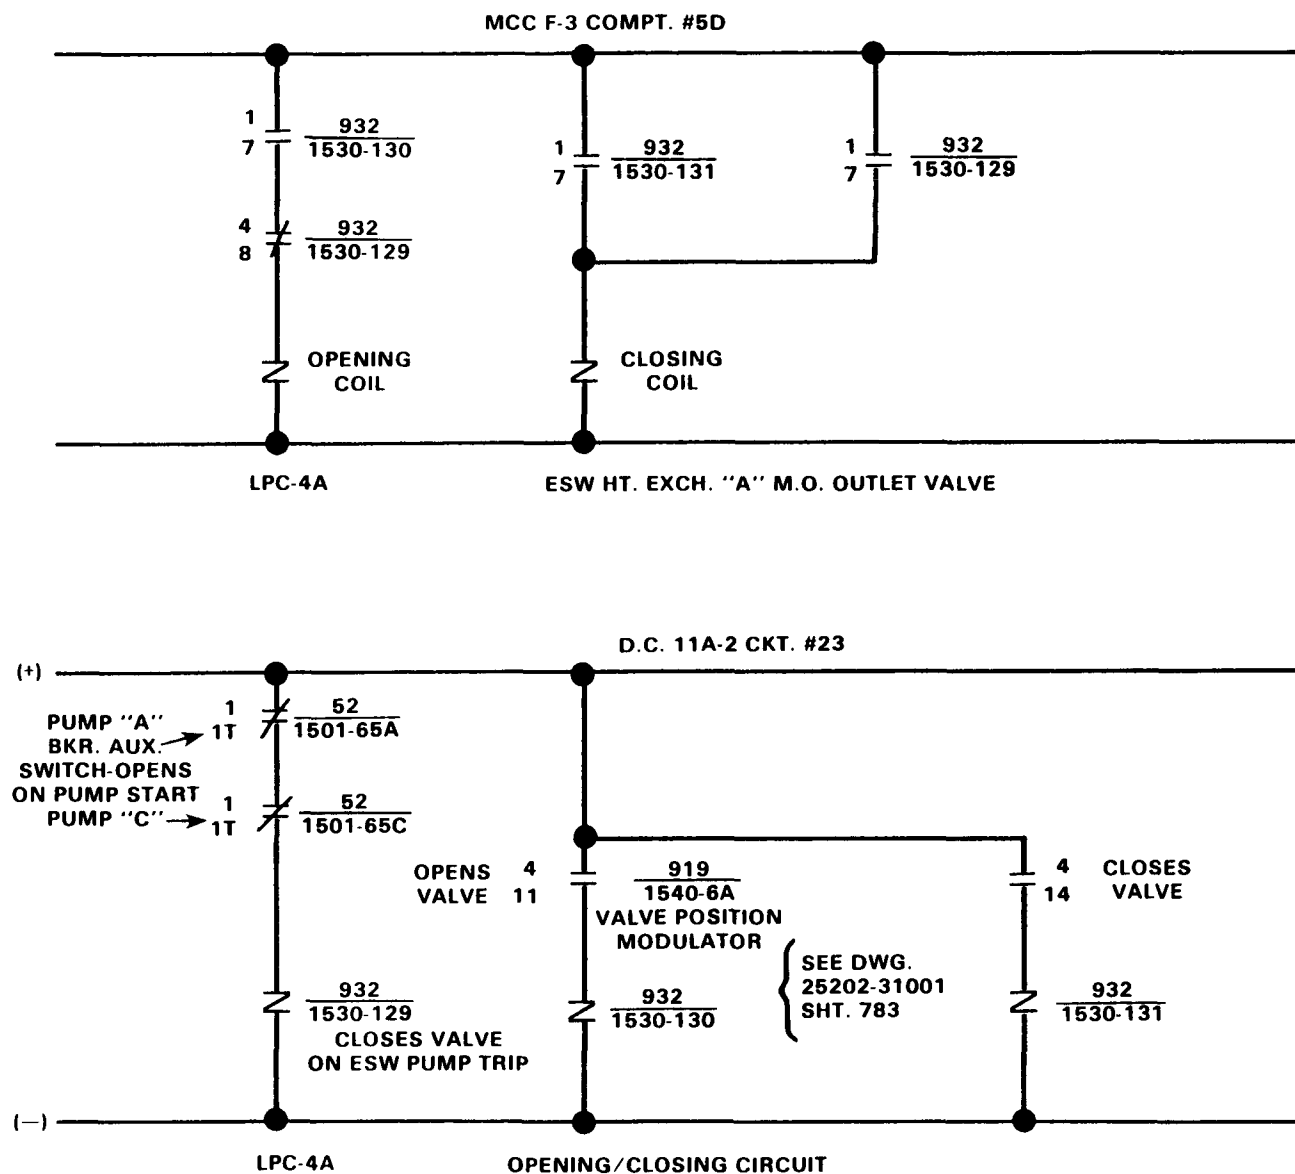 MCC F-3 COMPT. #5D
1
7
932
1530-130
4
8
932
1530-129
1
7
932
1530-131
1
7
932
1530-129
OPENING
COIL
CLOSING
COIL
LPC-4A
ESW HT. EXCH. "A" M.O. OUTLET VALVE
D.C. 11A-2 CKT. #23
(+)
PUMP "A"
BKR. AUX.
SWITCH-OPENS
ON PUMP START
PUMP "C"
1
1T
52
1501-65A
1
1T
52
1501-65C
OPENS
VALVE
4
11
919
1540-6A
VALVE POSITION
MODULATOR
4
14
CLOSES
VALVE
SEE DWG.
25202-31001
SHT. 783
932
1530-129
CLOSES VALVE
ON ESW PUMP TRIP
932
1530-130
932
1530-131
(—)
LPC-4A
OPENING/CLOSING CIRCUIT